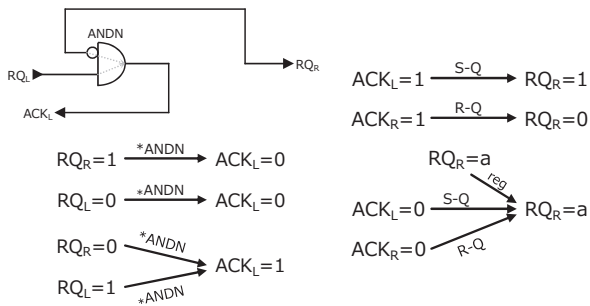 ANDN
RQL
RQR
ACKL
RQR=1 *ANDN ACKL=0
RQL=0 *ANDN ACKL=0
RQR=0 *ANDN
ACKL=1
RQL=1 *ANDN
ACKL=1 S-Q RQR=1
ACKR=1 R-Q RQR=0
RQR=a
reg
ACKL=0 S-Q RQR=a
ACKR=0 R-Q